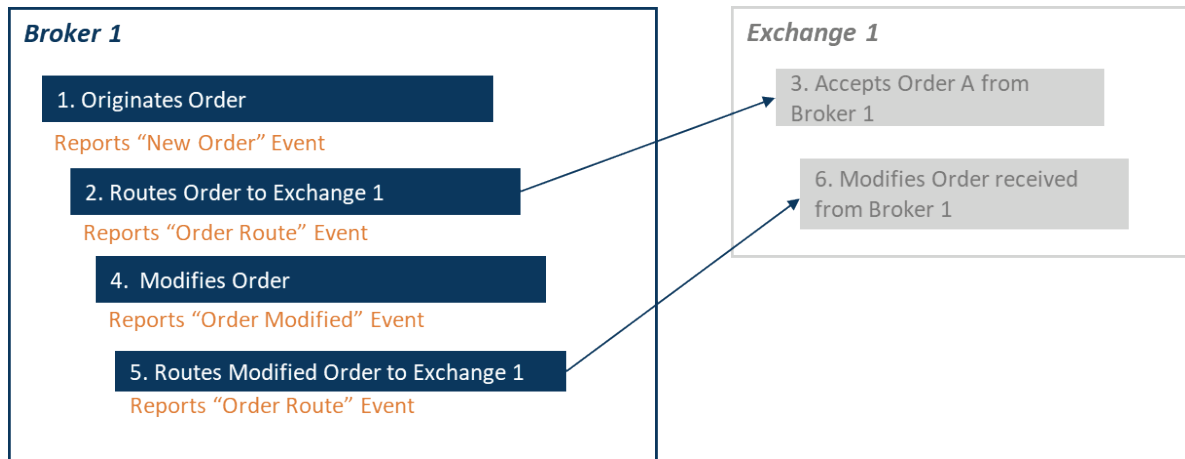 Broker 1
1. Originates Order
Reports “New Order” Event
2. Routes Order to Exchange 1
Reports “Order Route” Event
4.  Modifies Order
Reports “Order Modified” Event
5. Routes Modified Order to Exchange 1
Reports “Order Route” Event
Exchange 1
3. Accepts Order A from
Broker 1
6. Modifies Order received
from Broker 1